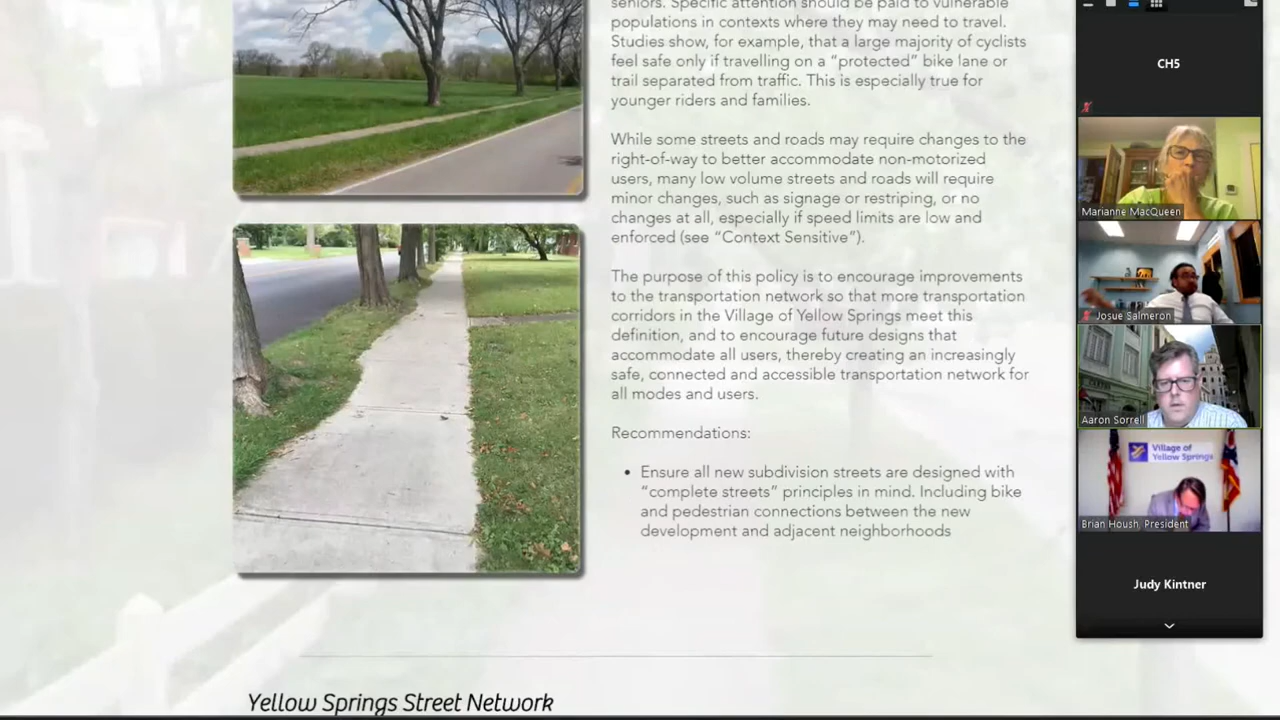 seniors. Specific attention should be paid to vulnerable
populations in contexts where they may need to travel.
Studies show, for example, that a large majority of cyclists
feel safe only if travelling on a “protected” bike lane or
trail separated from traffic. This is especially true for
younger riders and families.
While some streets and roads may require changes to the
right-of-way to better accommodate non-motorized
users, many low volume streets and roads will require
minor changes, such as signage or restriping, or no
changes at all, especially if speed limits are low and
enforced (see “Context Sensitive”).
The purpose of this policy is to encourage improvements
to the transportation network so that more transportation
corridors in the Village of Yellow Springs meet this
definition, and to encourage future designs that
accommodate all users, thereby creating an increasingly
safe, connected and accessible transportation network for
all modes and users.
Recommendations:
• Ensure all new subdivision streets are designed with
“complete streets” principles in mind. Including bike
and pedestrian connections between the new
development and adjacent neighborhoods
Yellow Springs Street Network
CH5
Marianne MacQueen
Josue Salmeron
Aaron Sorrell
Village of
Yellow Springs
Brian Housh, President
Judy Kintner